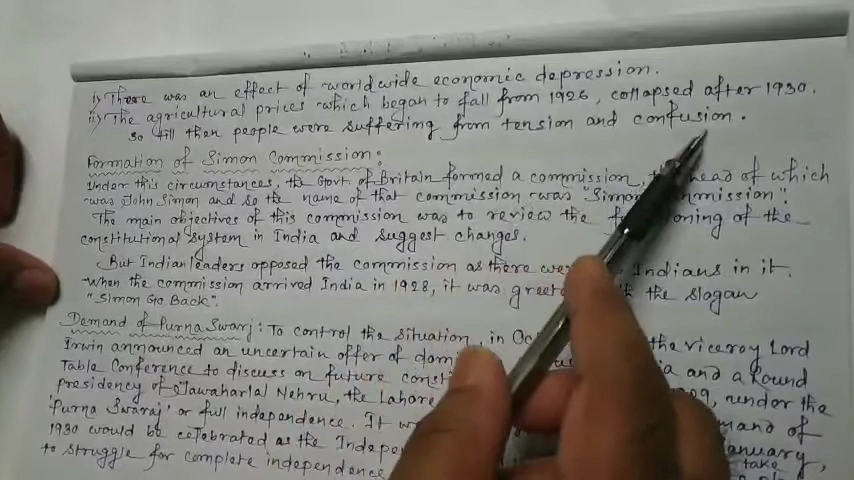 i) There was an effect of worldwide economic depression.
ii) The agricultural prices which began to fall from 1926, collapsed after 1930.
So till then people were suffering from tension and confusion.
Formation of Simon Commission:
Under this circumstances, the Govt. of Britain formed a commission, head of which
was John Simon and so the name of that commission was "Simon mmission".
The main objectives of this commission was to review the oning of the
constitutional system in India and suggest changes.
But Indian leaders opposed the commission as there Indians in it.
When the commission arrived India in 1928, it was the slogan
"Simon Go Back".
Demand of Purna Swarj: To control the situation, in the viceroy Lord
Irwin announced an uncertain offer of and a Round
Table Conference to discuss on future under the
presidency of Jawaharlal Nehru, the Lahore
'Purna Swaraj' or full independence. It mand of
1930 would be celebrated as the January,
to struggle for complete independence take